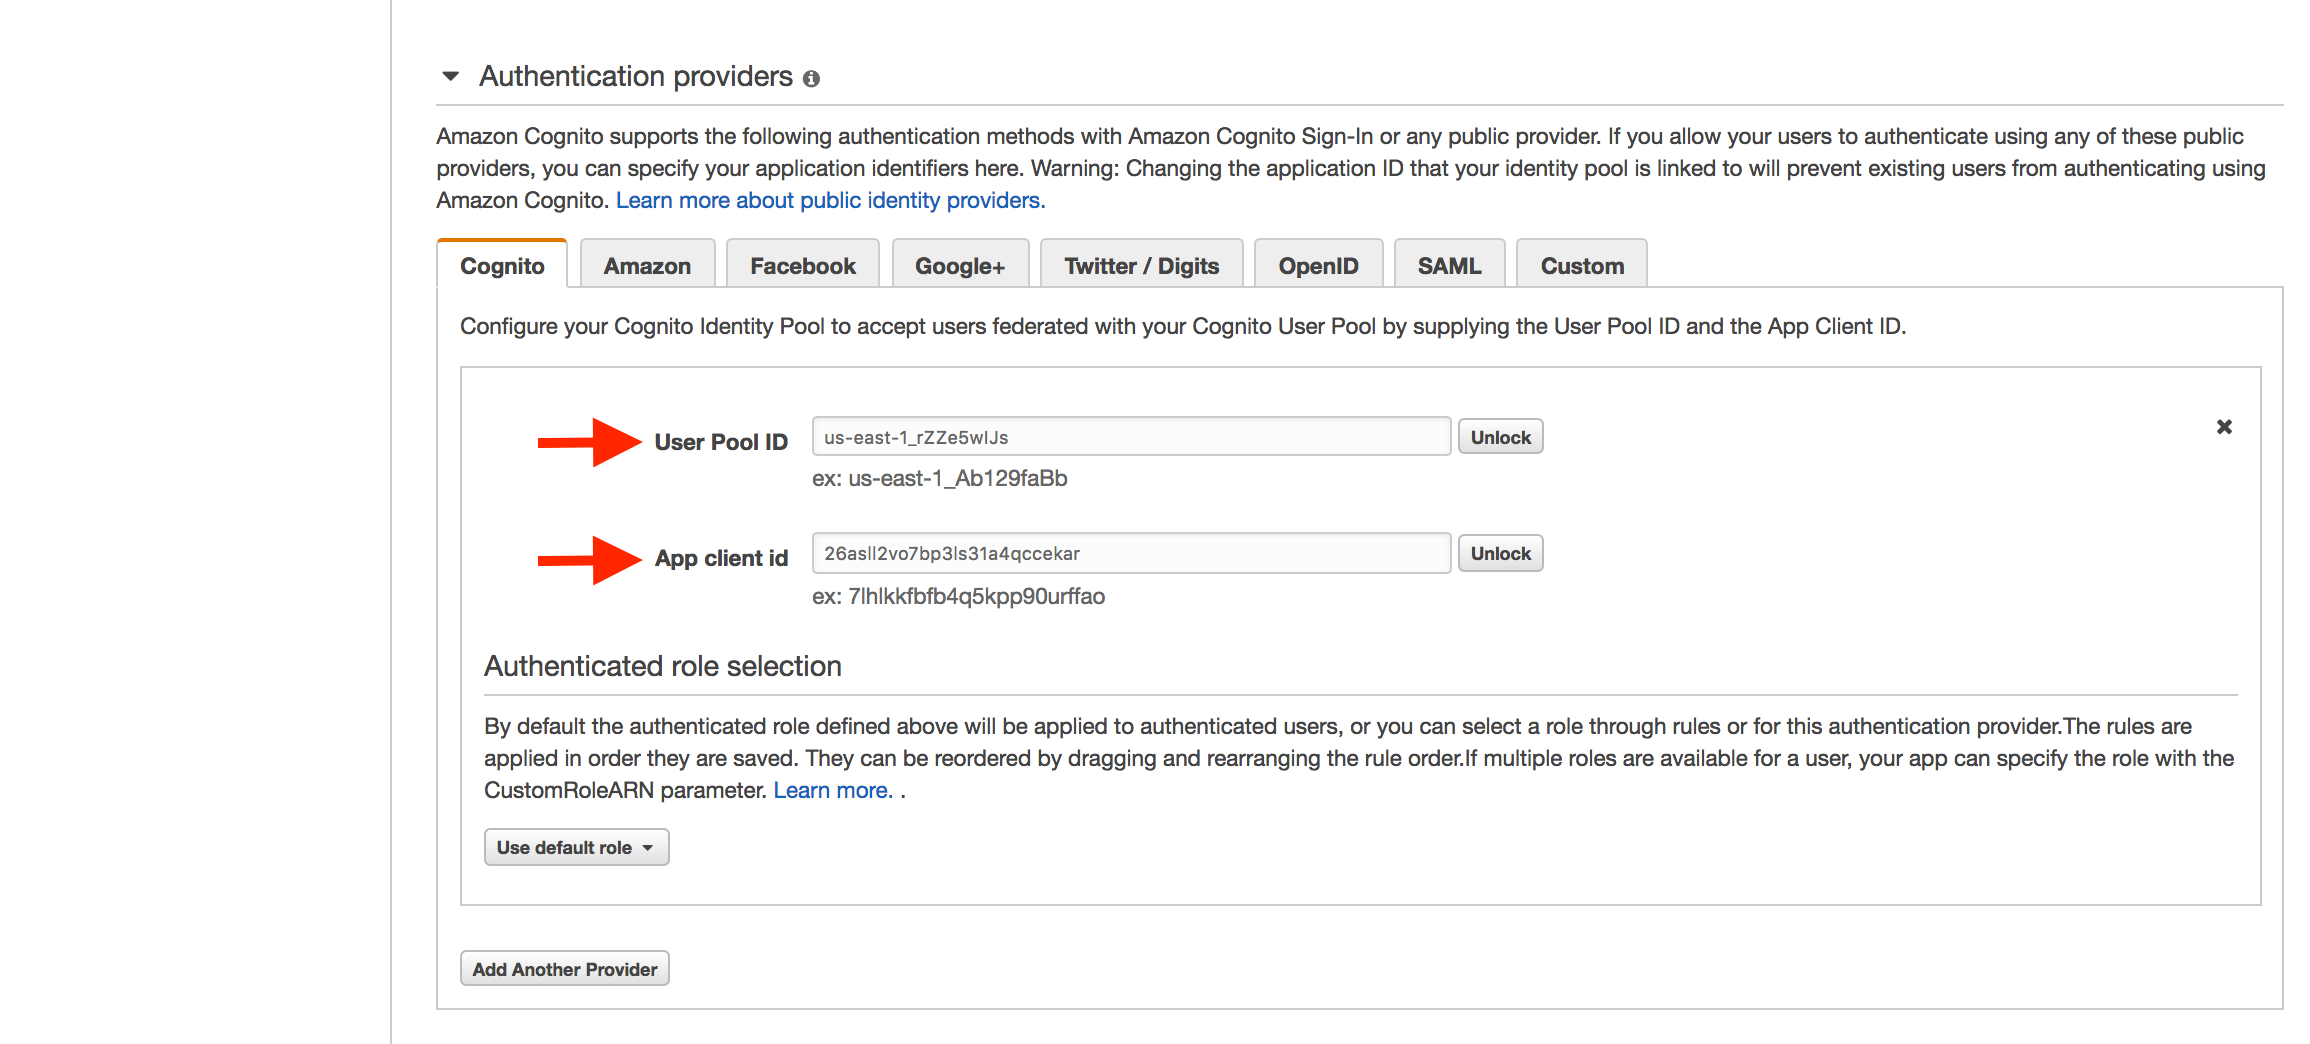 Authentication providers
Amazon Cognito supports the following authentication methods with Amazon Cognito Sign-In or any public provider. If you allow your users to authenticate using any of these public
providers, you can specify your application identifiers here. Warning: Changing the application ID that your identity pool is linked to will prevent existing users from authenticating using
Amazon Cognito. Learn more about public identity providers.
Cognito Amazon Facebook Google+ Twitter / Digits OpenID SAML Custom
Configure your Cognito Identity Pool to accept users federated with your Cognito User Pool by supplying the User Pool ID and the App Client ID.
User Pool ID us-east-1_rZZe5wIJs Unlock
ex: us-east-1_Ab129faBb
App client id 26asll2vo7bp3ls31a4qccekar Unlock
ex: 7lhlkkfbfb4q5kpp90urffao
Authenticated role selection
By default the authenticated role defined above will be applied to authenticated users, or you can select a role through rules or for this authentication provider.The rules are
applied in order they are saved. They can be reordered by dragging and rearranging the rule order.If multiple roles are available for a user, your app can specify the role with the
CustomRoleARN parameter. Learn more. .
Use default role
Add Another Provider